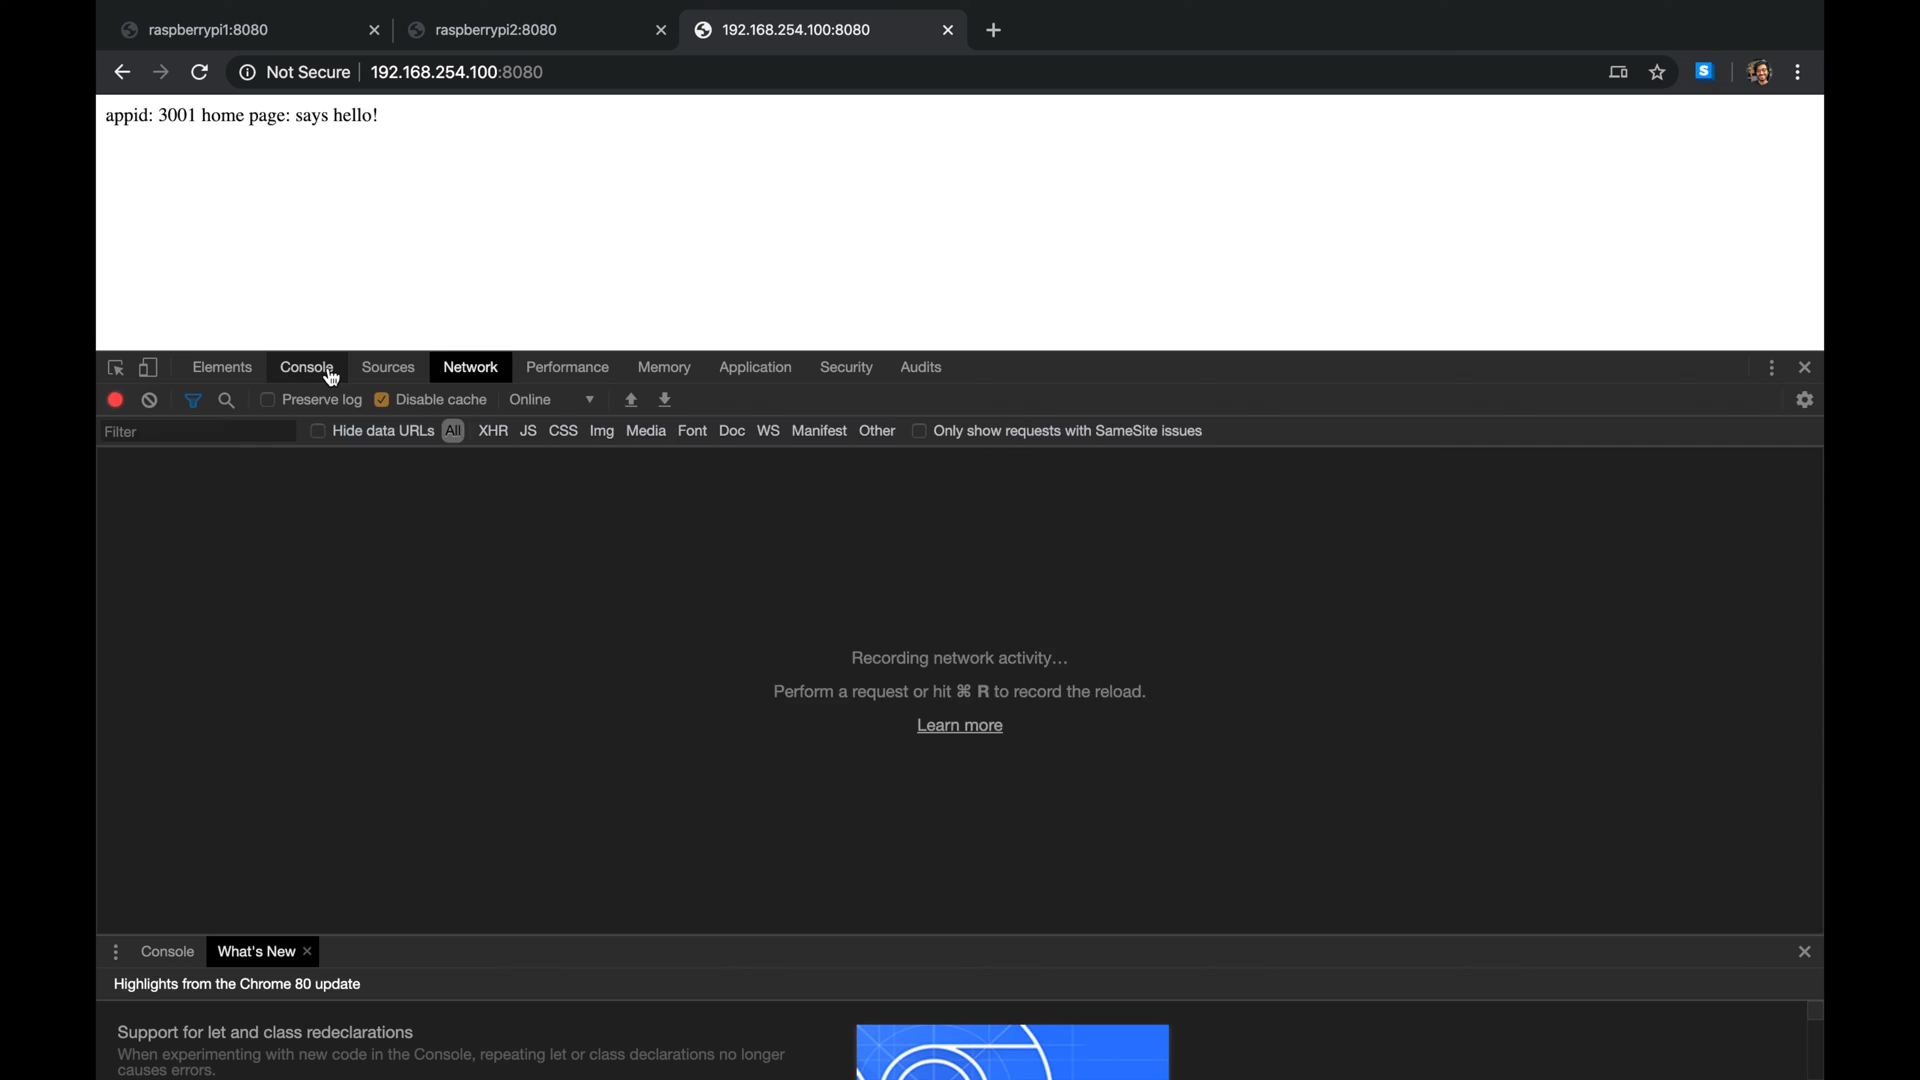 raspberrypi1:8080
raspberrypi2:8080
192.168.254.100:8080
Not Secure
192.168.254.100:8080
S
appid: 3001 home page: says hello!
Elements
Console
Sources
Network
Performance
Memory
Application
Security
Audits
Preserve log
Disable cache
Online
Filter
Hide data URLs
All
XHR
JS
CSS
Img
Media
Font
Doc
WS
Manifest
Other
Only show requests with SameSite issues
Recording network activity…
Perform a request or hit ⌘ R to record the reload.
Learn more
Console
What's New
Highlights from the Chrome 80 update
Support for let and class redeclarations
When experimenting with new code in the Console, repeating let or class declarations no longer
causes errors.